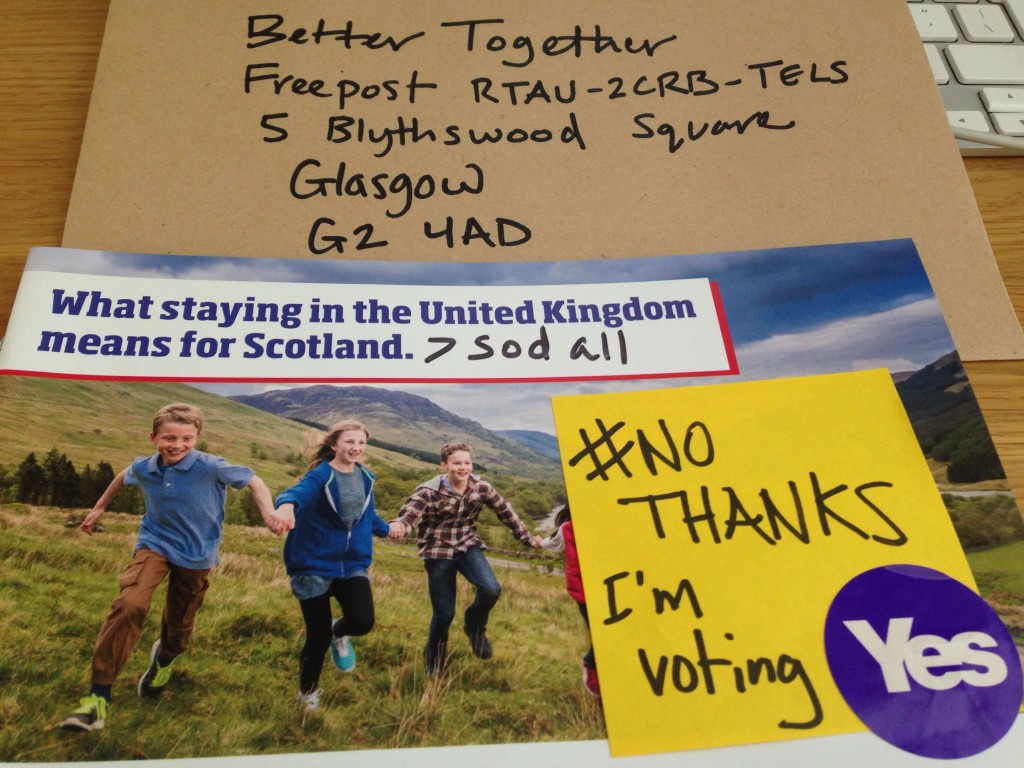 Better Together
Freepost RTAU-2CRB-TELS
5 Blythswood Square
Glasgow
G2 4AD
What staying in the United Kingdom
means for Scotland. > sod all
#NO
THANKS
I'm
voting
Yes